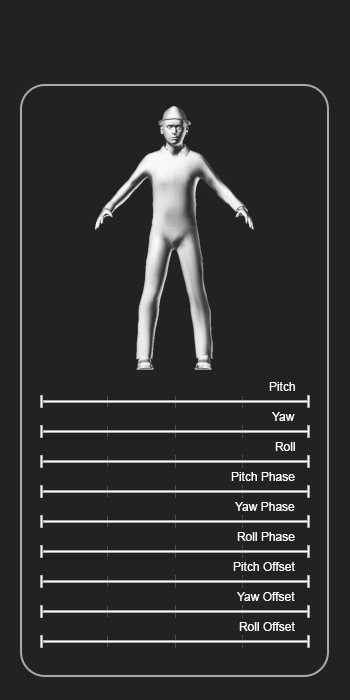 Pitch
Yaw
Roll
Pitch Phase
Yaw Phase
Roll Phase
Pitch Offset
Yaw Offset
Roll Offset